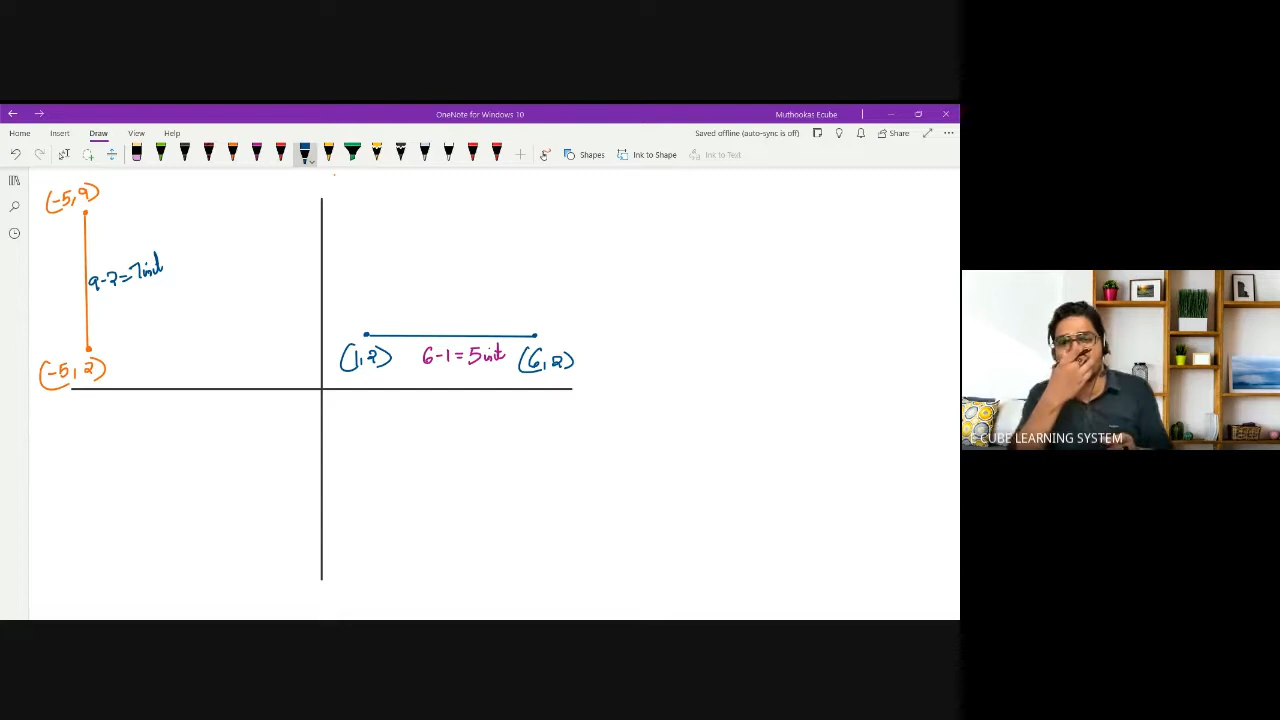 OneNote for Windows 10
Muthookas Ecube
Home Insert Draw View Help
Saved offline (auto-sync is off)
Share
Shapes
Ink to Shape
Ink to Text
(-5, 9)
9-2=7unit
(-5, 2)
(1, 2)
6-1=5unit
(6, 2)
E CUBE LEARNING SYSTEM